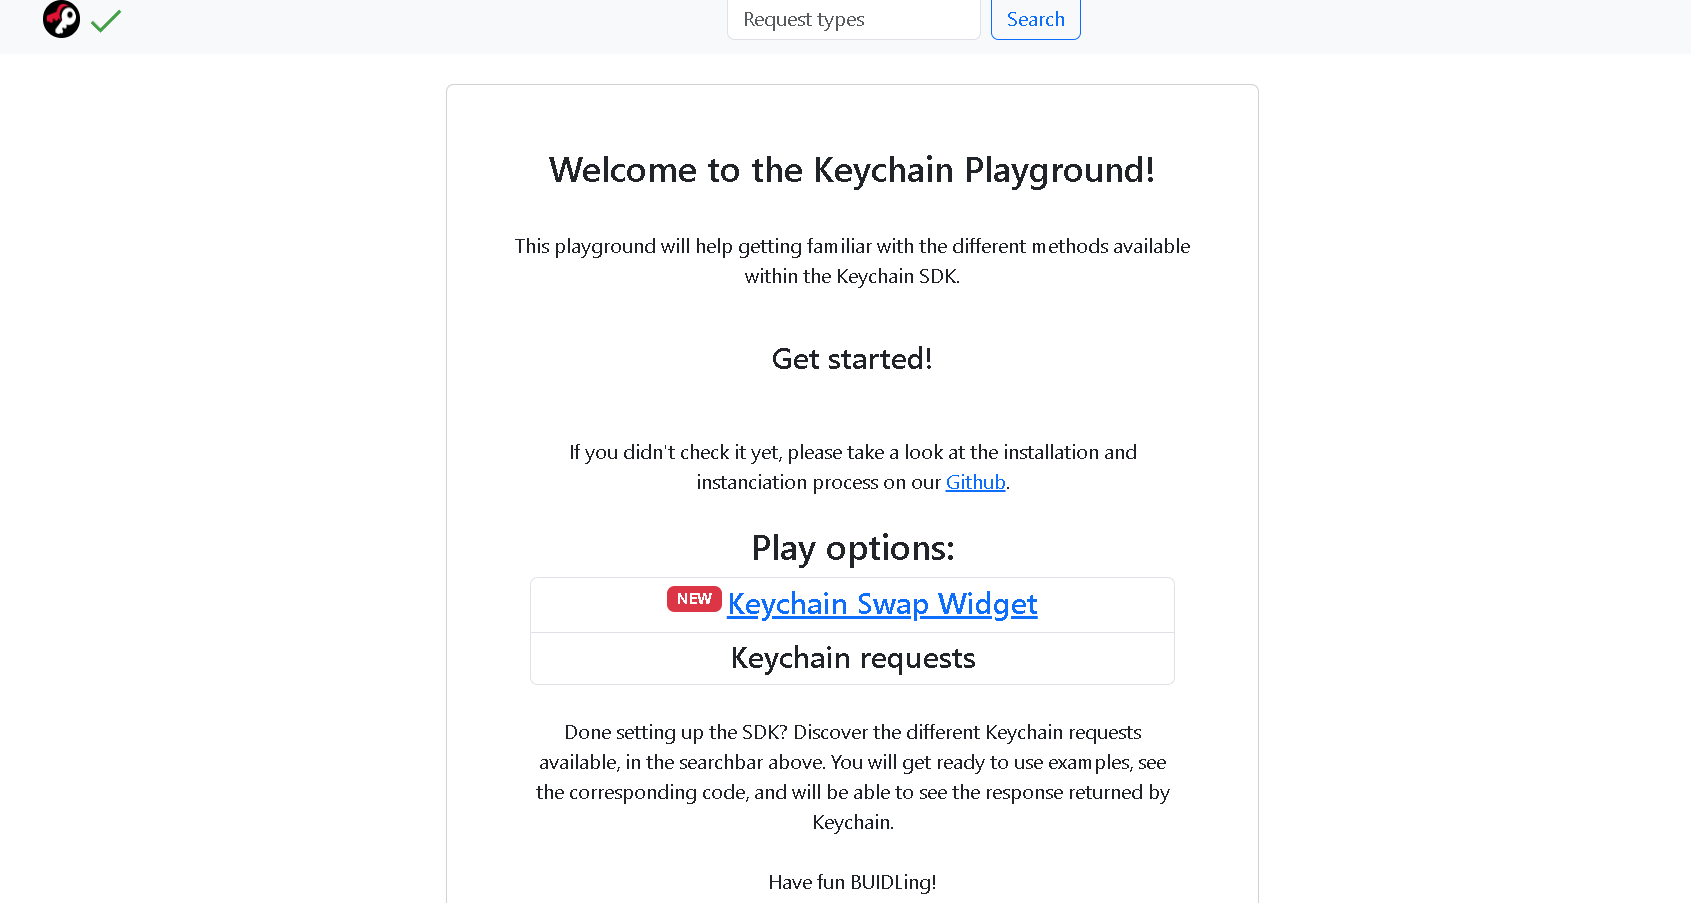 Request types
Search
Welcome to the Keychain Playground!
This playground will help getting familiar with the different methods available
within the Keychain SDK.
Get started!
If you didn't check it yet, please take a look at the installation and
instanciation process on our Github.
Play options:
NEW Keychain Swap Widget
Keychain requests
Done setting up the SDK? Discover the different Keychain requests
available, in the searchbar above. You will get ready to use examples, see
the corresponding code, and will be able to see the response returned by
Keychain.
Have fun BUIDLing!